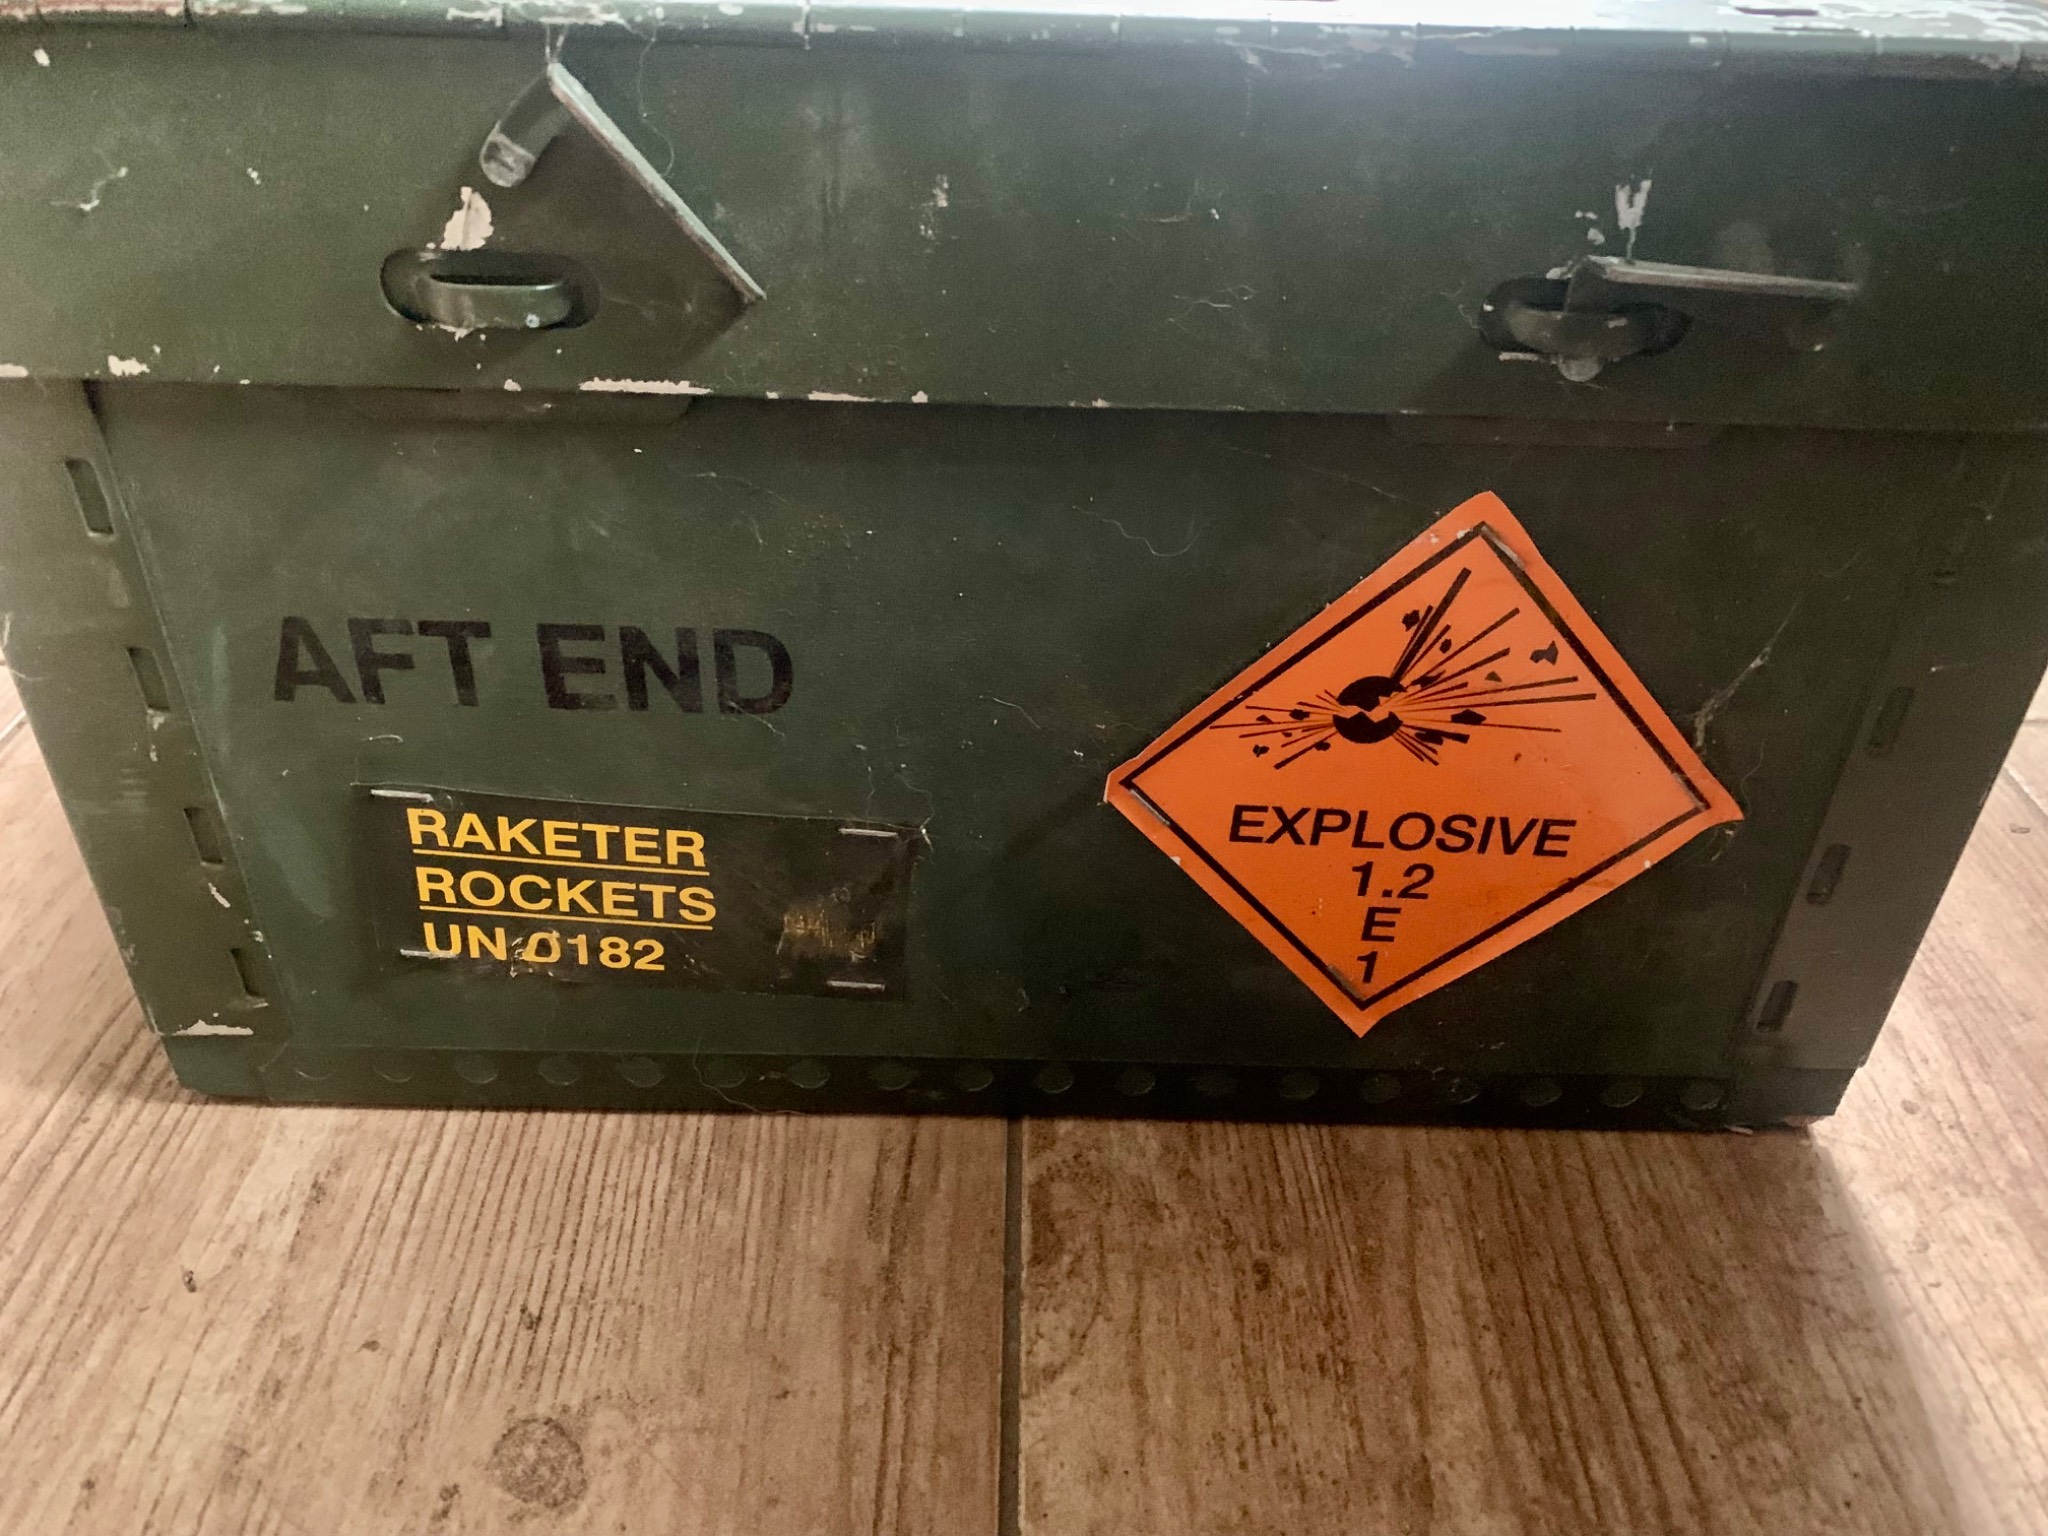 AFT END
RAKETER
ROCKETS
UN 0182
EXPLOSIVE
1.2
E
1